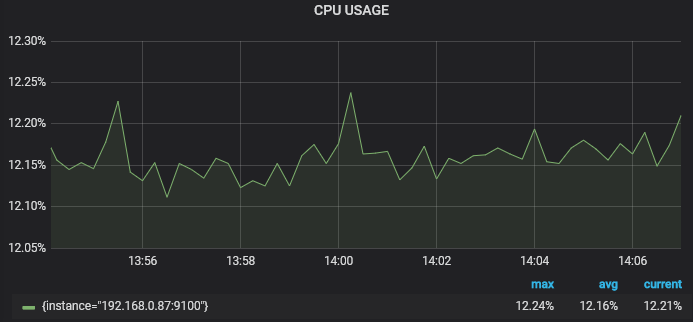 CPU USAGE
12.30%
12.25%
12.20%
12.15%
12.10%
12.05%
13:56 13:58 14:00 14:02 14:04 14:06
max avg current
{instance="192.168.0.87:9100"} 12.24% 12.16% 12.21%